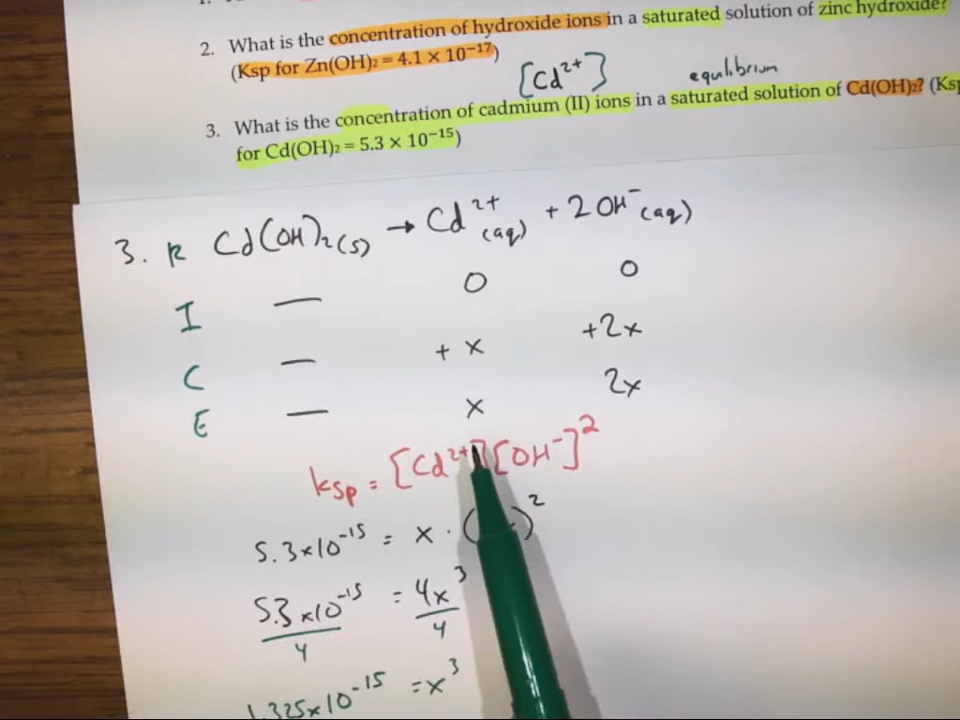 2. What is the concentration of hydroxide ions in a saturated solution of zinc hydroxide?
(Ksp for Zn(OH)₂ = 4.1 × 10⁻¹⁷)
[Cd²⁺] equlibrium
3. What is the concentration of cadmium (II) ions in a saturated solution of Cd(OH)₂? (Ksp
for Cd(OH)₂ = 5.3 × 10⁻¹⁵)
3. R Cd(OH)₂(s) → Cd²⁺(aq) + 2OH⁻(aq)
I — 0 0
C — +x +2x
E — x 2x
Ksp = [Cd²⁺][OH⁻]²
5.3×10⁻¹⁵ = x · ( )²
5.3×10⁻¹⁵/4 = 4x³/4
1.325×10⁻¹⁵ = x³